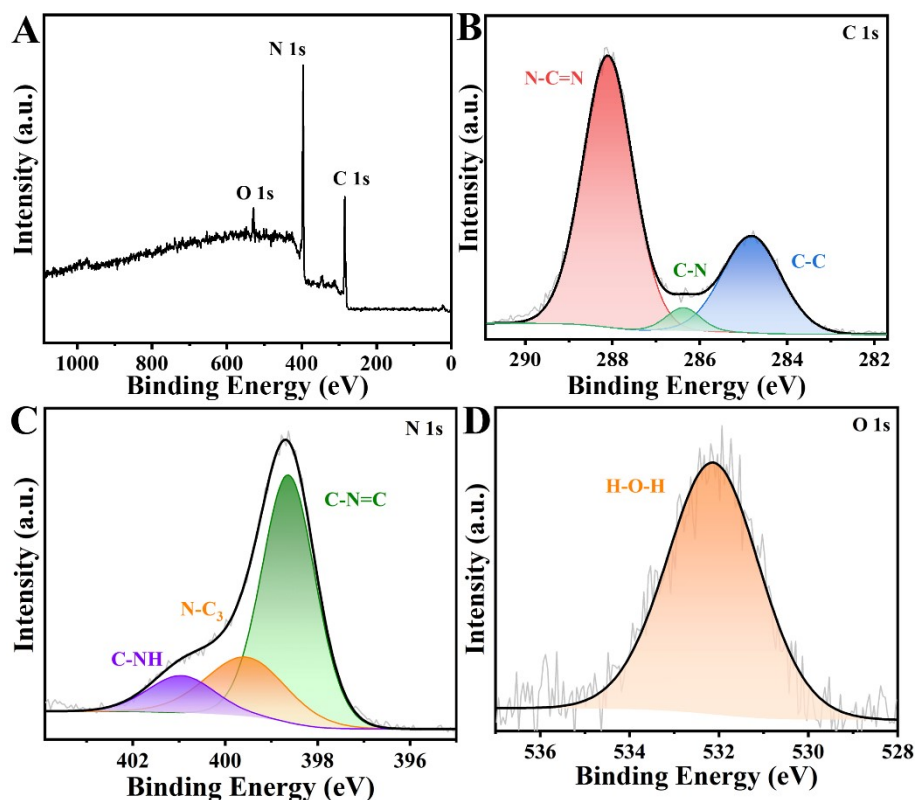 A
N 1s
O 1s
C 1s
Intensity (a.u.)
1000 800 600 400 200 0
Binding Energy (eV)
B
C 1s
N-C=N
C-N
C-C
Intensity (a.u.)
290 288 286 284 282
Binding Energy (eV)
C
N 1s
C-N=C
N-C₃
C-NH
Intensity (a.u.)
402 400 398 396
Binding Energy (eV)
D
O 1s
H-O-H
Intensity (a.u.)
536 534 532 530 528
Binding Energy (eV)